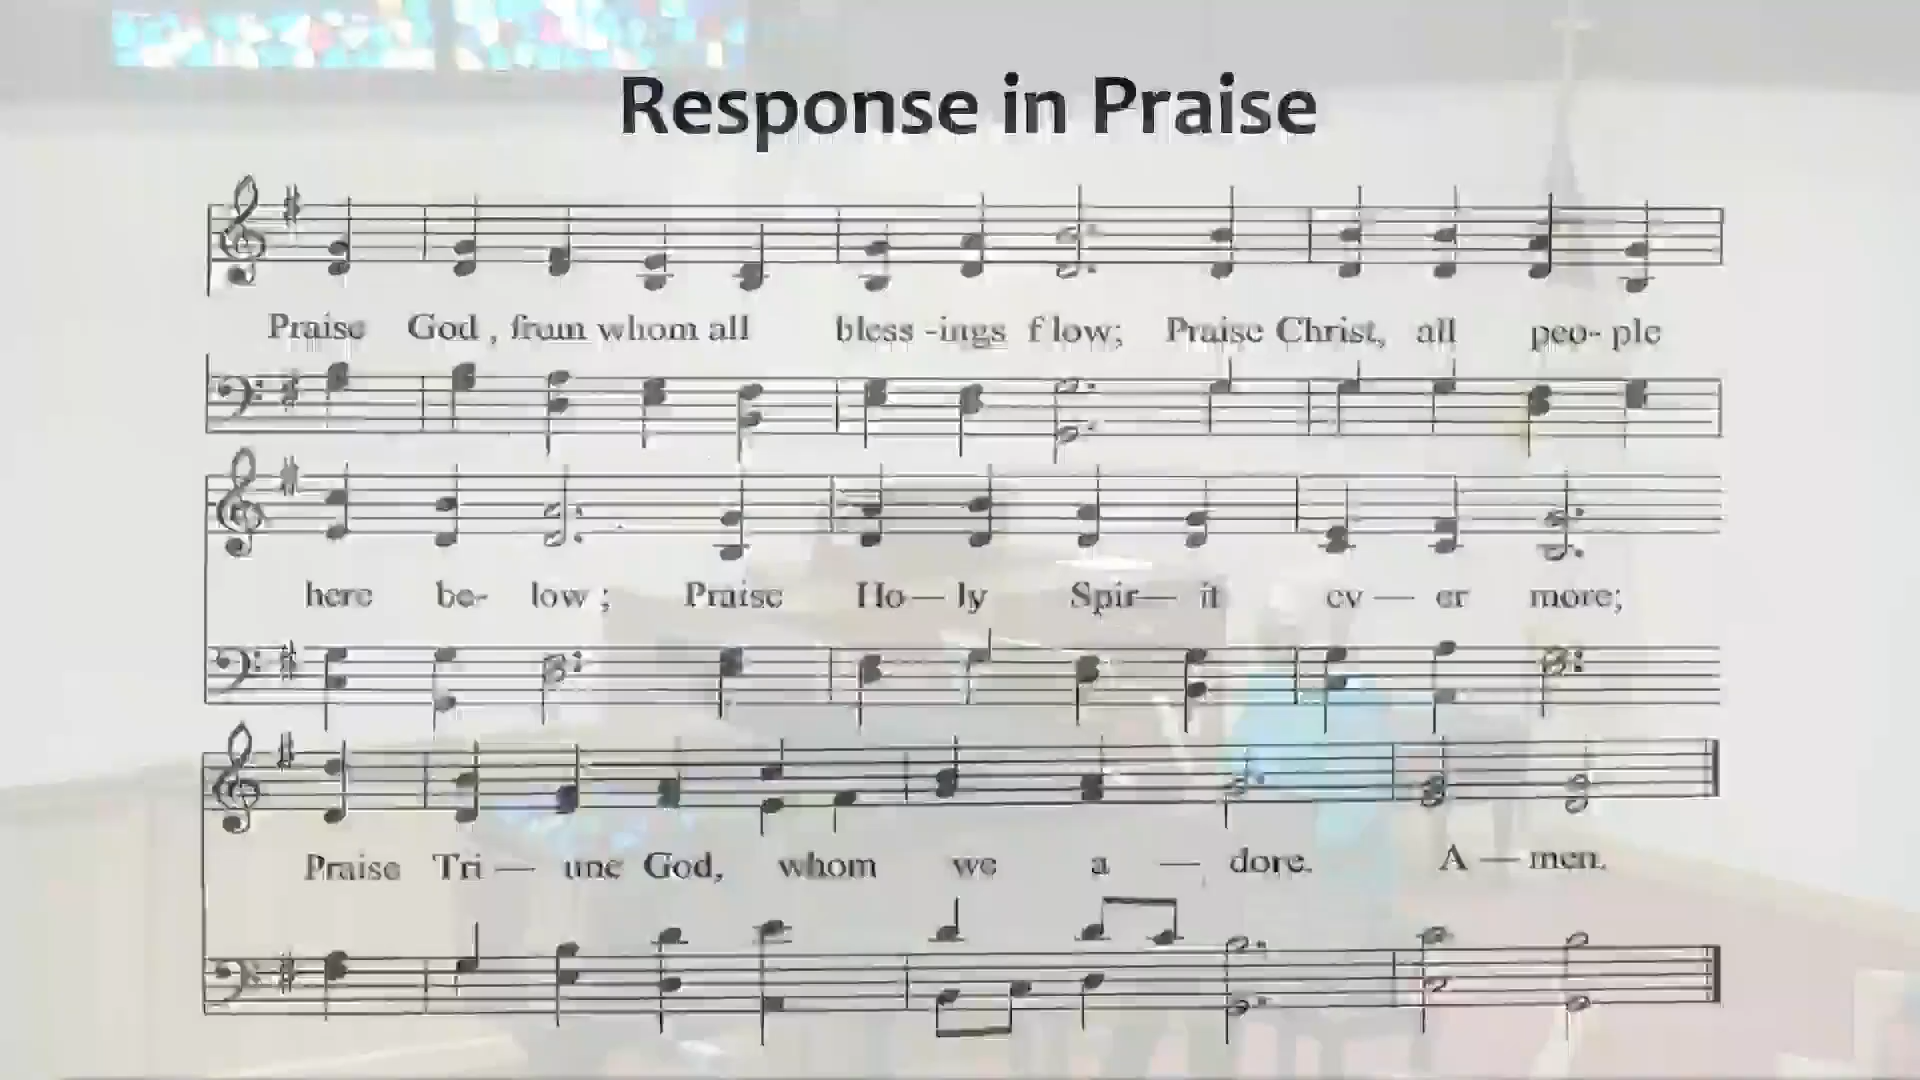 Response in Praise
Praise God, from whom all bless-ings flow; Praise Christ, all peo-ple
here be-low; Praise Ho—ly Spir—it ev—er more;
Praise Tri—une God, whom we a—dore. A—men.